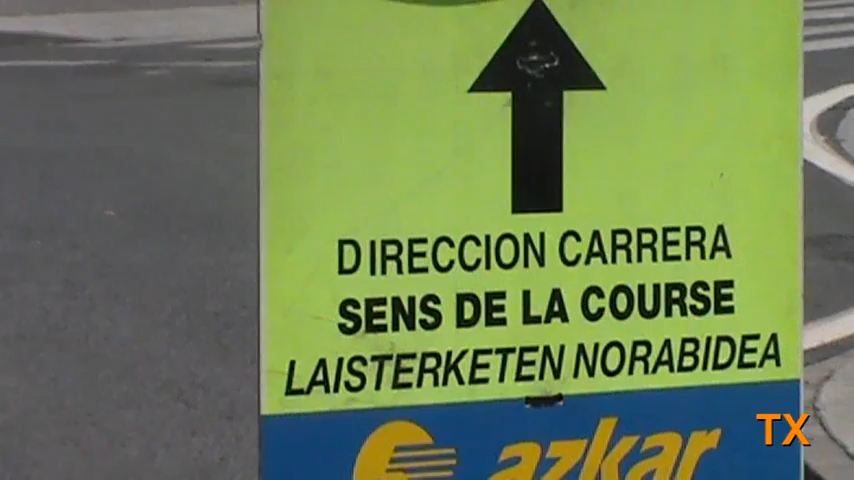 DIRECCION CARRERA
SENS DE LA COURSE
LAISTERKETEN NORABIDEA
azkar
TX